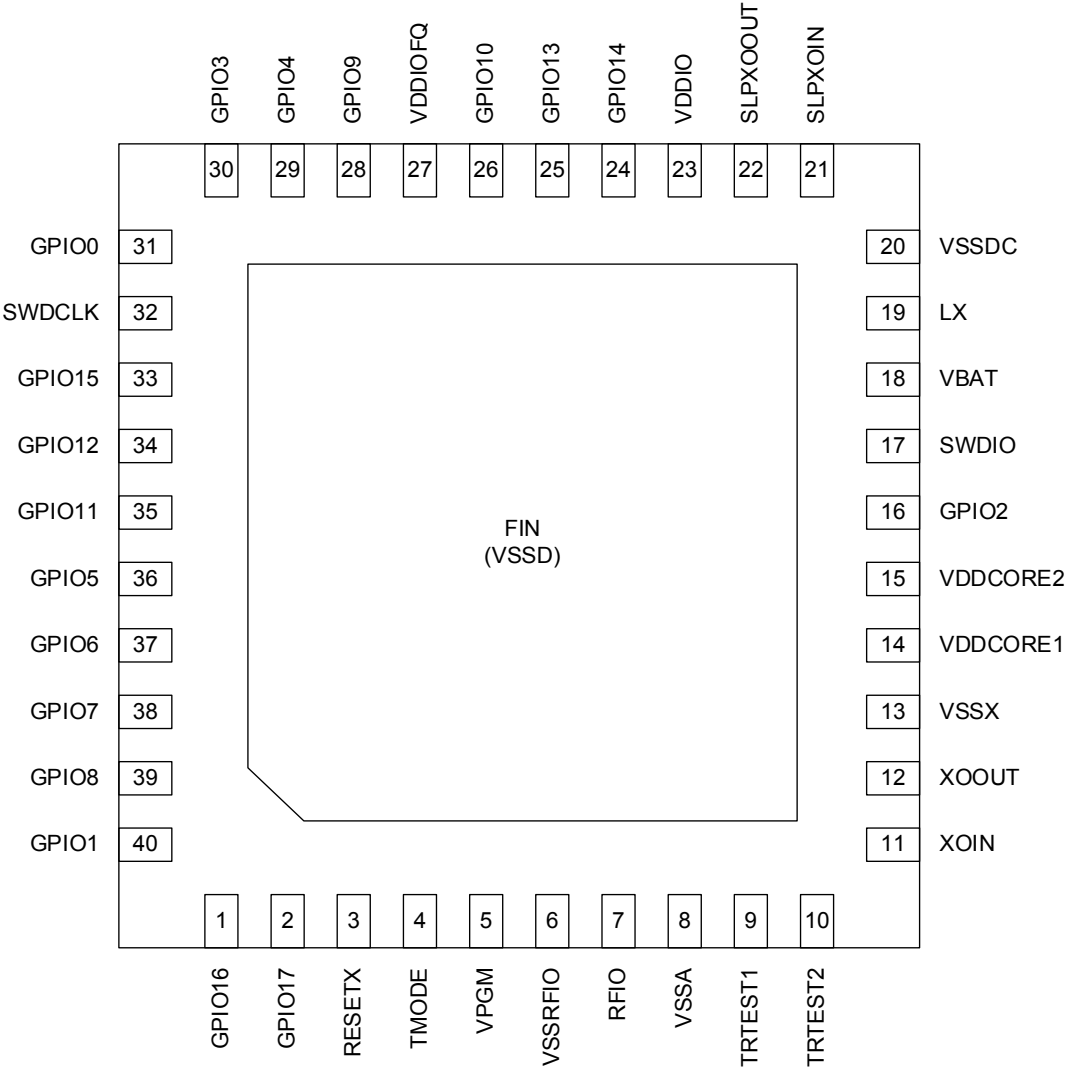 GPIO3
GPIO4
GPIO9
VDDIOFQ
GPIO10
GPIO13
GPIO14
VDDIO
SLPXOOUT
SLPXOIN
30
29
28
27
26
25
24
23
22
21
GPIO0 31
20 VSSDC
SWDCLK 32
19 LX
GPIO15 33
18 VBAT
GPIO12 34
17 SWDIO
GPIO11 35
16 GPIO2
FIN
(VSSD)
GPIO5 36
15 VDDCORE2
GPIO6 37
14 VDDCORE1
GPIO7 38
13 VSSX
GPIO8 39
12 XOOUT
GPIO1 40
11 XOIN
1
2
3
4
5
6
7
8
9
10
GPIO16
GPIO17
RESETX
TMODE
VPGM
VSSRFIO
RFIO
VSSA
TRTEST1
TRTEST2